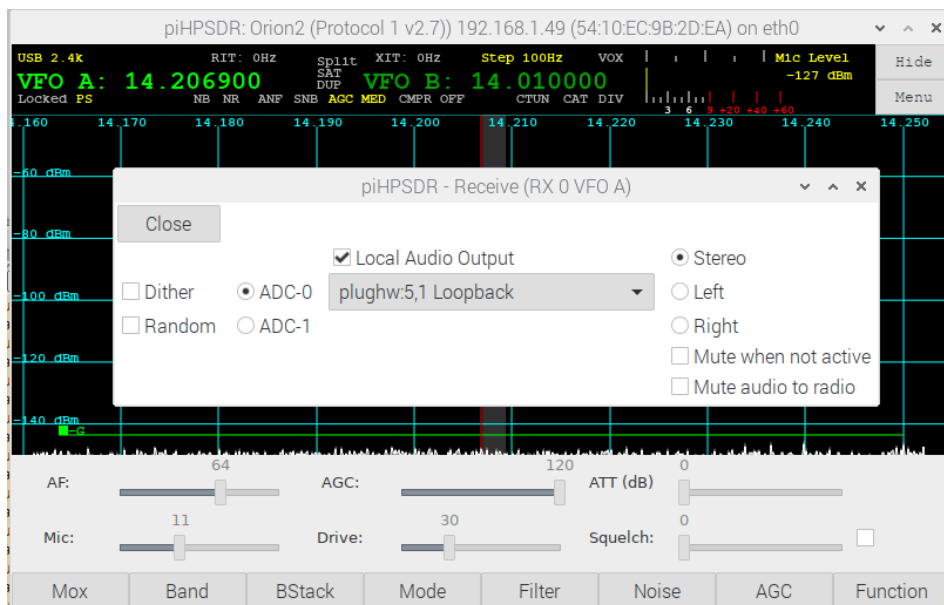 piHPSDR: Orion2 (Protocol 1 v2.7)) 192.168.1.49 (54:10:EC:9B:2D:EA) on eth0
USB 2.4k RIT: 0Hz Split XIT: 0Hz Step 100Hz VOX Mic Level Hide
SAT
VFO A: 14.206900 DUP VFO B: 14.010000 -127 dBm
Locked PS NB NR ANF SNB AGC MED CMPR OFF CTUN CAT DIV 3 6 9 +20 +40 +60 Menu
14.160 14.170 14.180 14.190 14.200 14.210 14.220 14.230 14.240 14.250
-60 dBm
piHPSDR - Receive (RX 0 VFO A)
Close
-80 dBm
Local Audio Output Stereo
Dither ADC-0 plughw:5,1 Loopback Left
-100 dBm
Random ADC-1 Right
Mute when not active
-120 dBm
Mute audio to radio
-140 dBm
-G
64 120 0
AF: AGC: ATT (dB)
11 30 0
Mic: Drive: Squelch:
Mox Band BStack Mode Filter Noise AGC Function